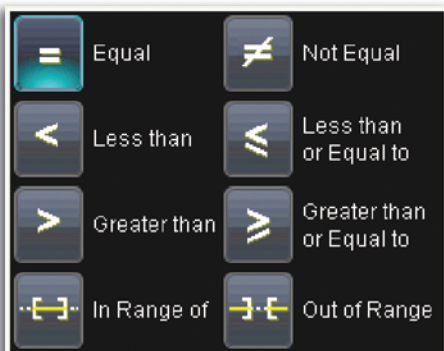 = Equal
≠ Not Equal
< Less than
≤ Less than
or Equal to
> Greater than
≥ Greater than
or Equal to
In Range of
Out of Range